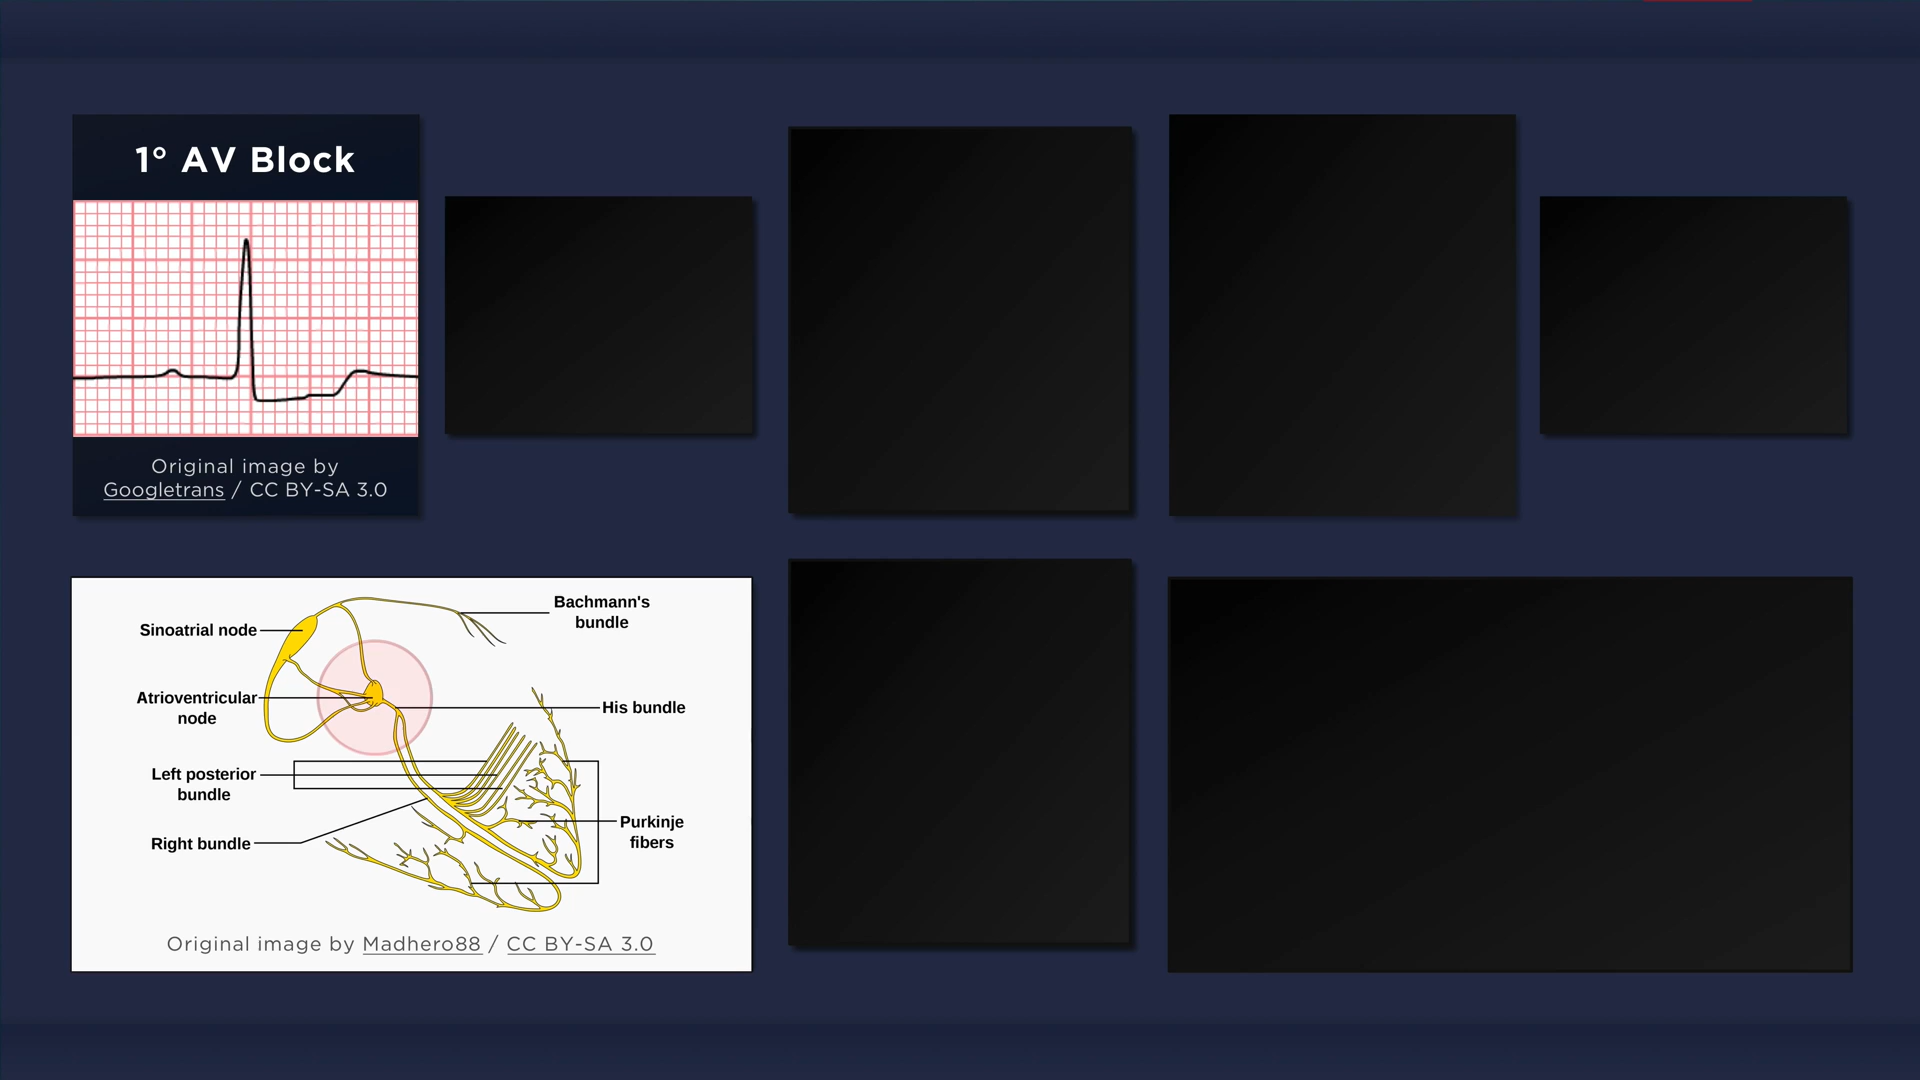 1° AV Block
Original image by
Googletrans / CC BY-SA 3.0
Bachmann's
bundle
Sinoatrial node
Atrioventricular
node
His bundle
Left posterior
bundle
Purkinje
fibers
Right bundle
Original image by Madhero88 / CC BY-SA 3.0